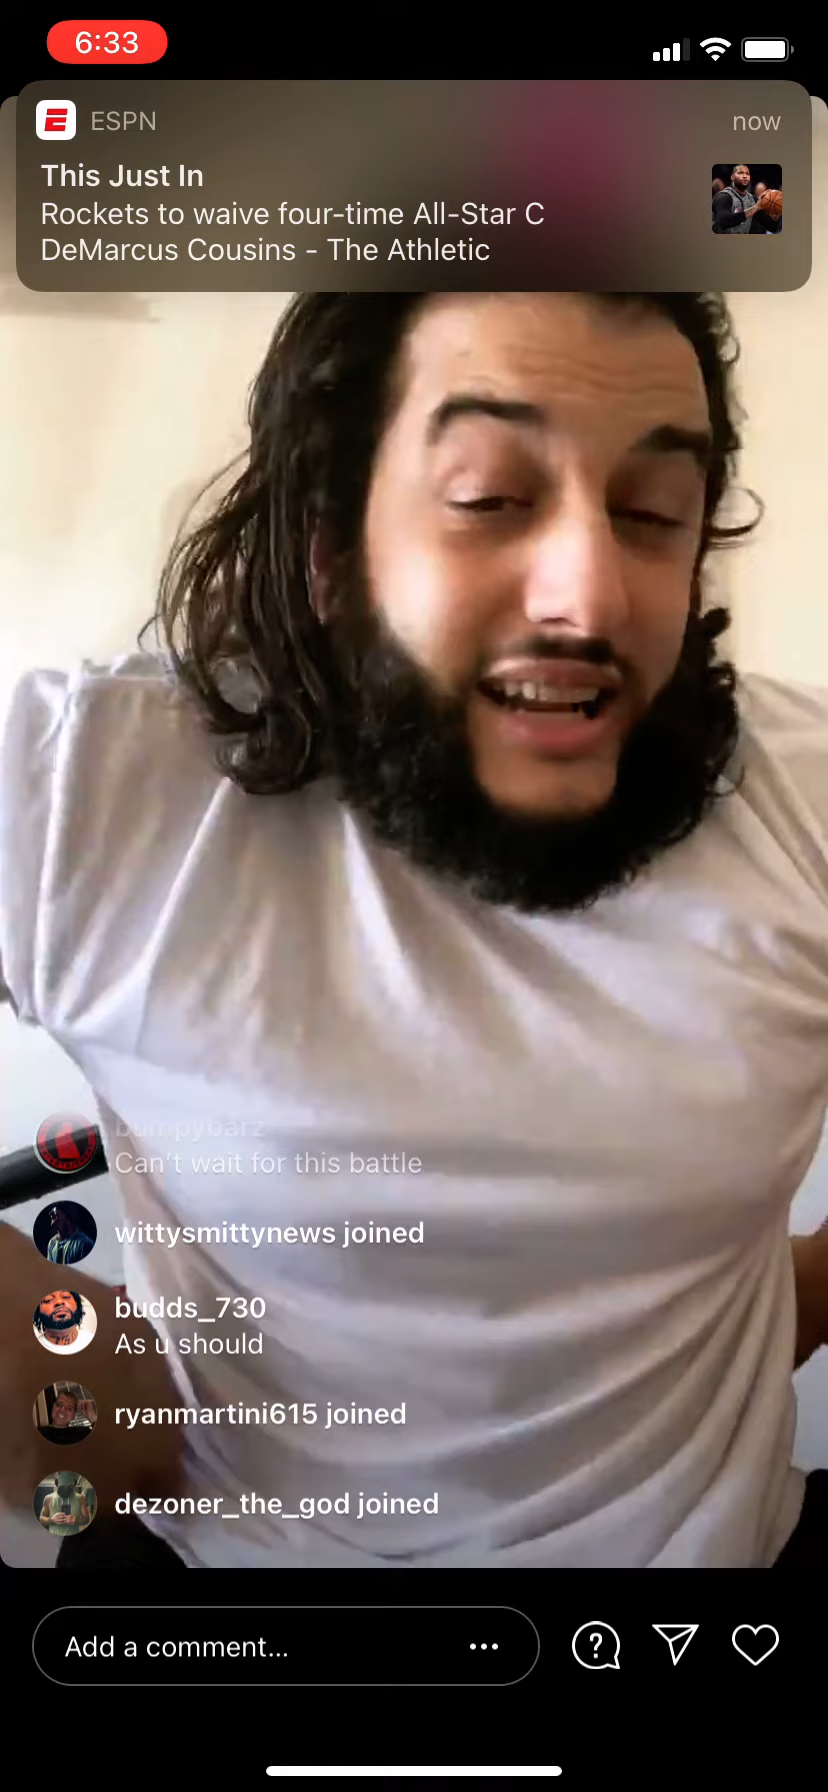 6:33
ESPN
now
This Just In
Rockets to waive four-time All-Star C
DeMarcus Cousins - The Athletic
bumpybarz
Can't wait for this battle
wittysmittynews joined
budds_730
As u should
ryanmartini615 joined
dezoner_the_god joined
Add a comment...